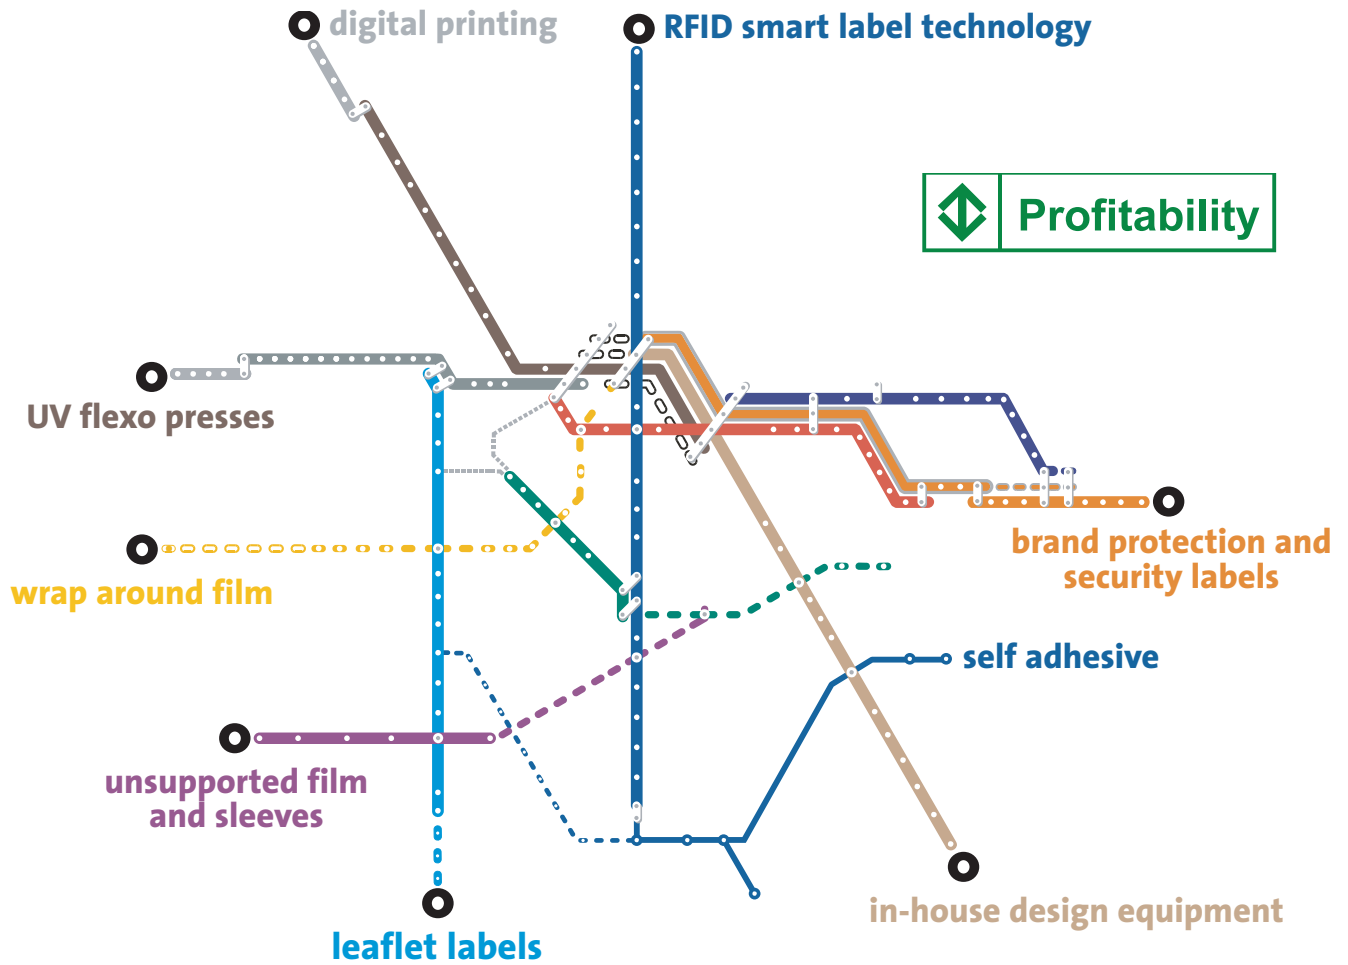 digital printing
RFID smart label technology
Profitability
UV flexo presses
brand protection and
security labels
wrap around film
self adhesive
unsupported film
and sleeves
in-house design equipment
leaflet labels